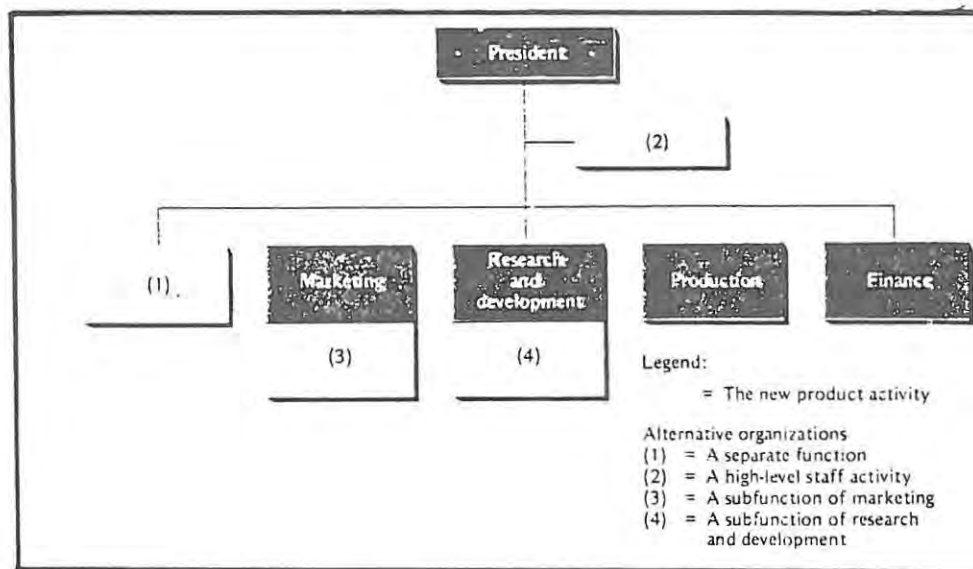 President
(2)
(1)
Marketing
Research
and
development
Production
Finance
(3)
(4)
Legend:
= The new product activity
Alternative organizations
(1) = A separate function
(2) = A high-level staff activity
(3) = A subfunction of marketing
(4) = A subfunction of research
and development